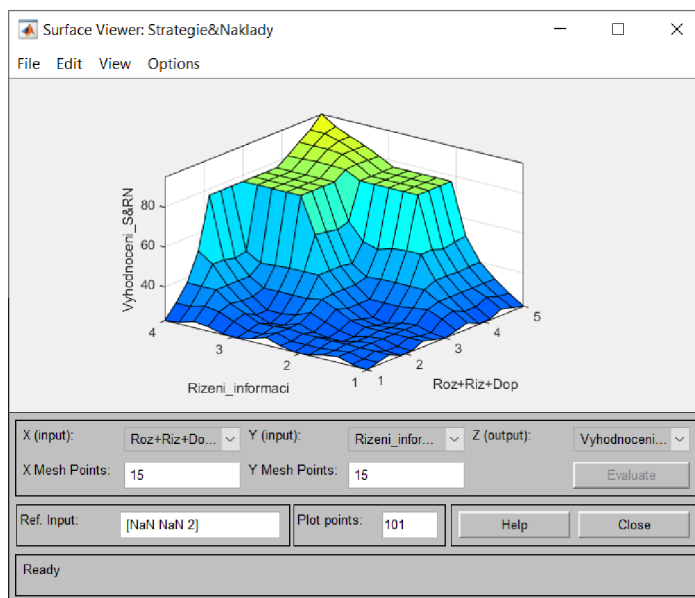 Surface Viewer: Strategie&Naklady
File Edit View Options
80
60
40
Vyhodnoceni_S&RN
4
3
2
1
Rizeni_informaci
1
2
3
4
5
Roz+Riz+Dop
X (input): Roz+Riz+Do... Y (input): Rizeni_infor... Z (output): Vyhodnoceni...
X Mesh Points: 15 Y Mesh Points: 15 Evaluate
Ref. Input: [NaN NaN 2] Plot points: 101 Help Close
Ready